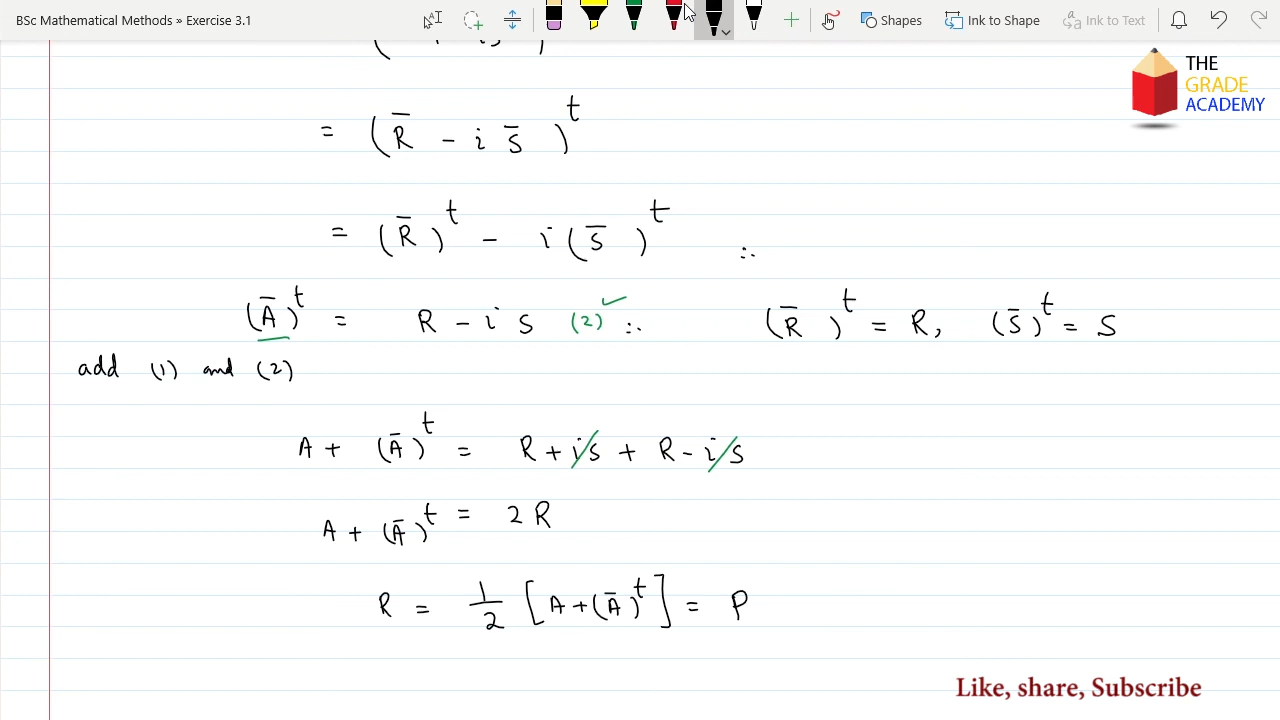 BSc Mathematical Methods » Exercise 3.1
Shapes Ink to Shape Ink to Text
THE
GRADE
ACADEMY
= (R̄ - i S̄ )^t
= (R̄ )^t - i (S̄ )^t ∴
(Ā)^t = R - i S (2) ∴ (R̄ )^t = R, (S̄)^t = S
add (1) and (2)
A + (Ā)^t = R + iS + R - iS
A + (Ā)^t = 2 R
R = 1/2 [A + (Ā)^t] = P
Like, share, Subscribe